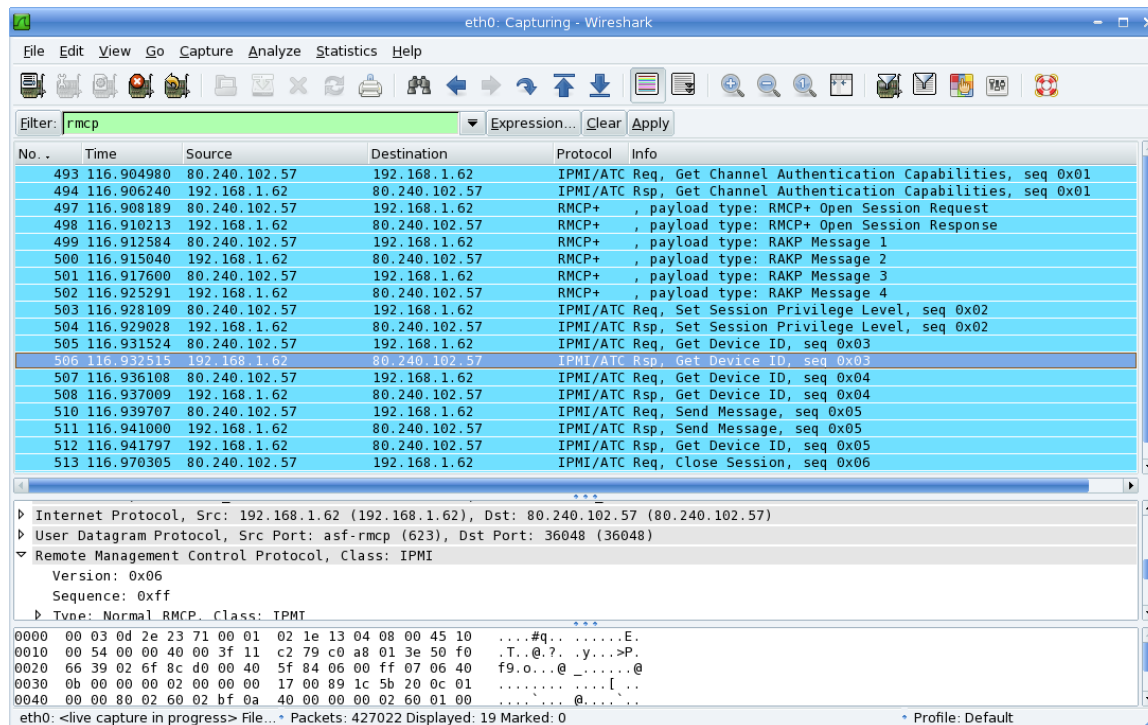 eth0: Capturing - Wireshark
File Edit View Go Capture Analyze Statistics Help
Filter: rmcp Expression... Clear Apply
No. . Time Source Destination Protocol Info
493 116.904980 80.240.102.57 192.168.1.62 IPMI/ATC Req, Get Channel Authentication Capabilities, seq 0x01
494 116.906240 192.168.1.62 80.240.102.57 IPMI/ATC Rsp, Get Channel Authentication Capabilities, seq 0x01
497 116.908189 80.240.102.57 192.168.1.62 RMCP+ , payload type: RMCP+ Open Session Request
498 116.910213 192.168.1.62 80.240.102.57 RMCP+ , payload type: RMCP+ Open Session Response
499 116.912584 80.240.102.57 192.168.1.62 RMCP+ , payload type: RAKP Message 1
500 116.915040 192.168.1.62 80.240.102.57 RMCP+ , payload type: RAKP Message 2
501 116.917600 80.240.102.57 192.168.1.62 RMCP+ , payload type: RAKP Message 3
502 116.925291 192.168.1.62 80.240.102.57 RMCP+ , payload type: RAKP Message 4
503 116.928109 80.240.102.57 192.168.1.62 IPMI/ATC Req, Set Session Privilege Level, seq 0x02
504 116.929028 192.168.1.62 80.240.102.57 IPMI/ATC Rsp, Set Session Privilege Level, seq 0x02
505 116.931524 80.240.102.57 192.168.1.62 IPMI/ATC Req, Get Device ID, seq 0x03
506 116.932515 192.168.1.62 80.240.102.57 IPMI/ATC Rsp, Get Device ID, seq 0x03
507 116.936108 80.240.102.57 192.168.1.62 IPMI/ATC Req, Get Device ID, seq 0x04
508 116.937009 192.168.1.62 80.240.102.57 IPMI/ATC Rsp, Get Device ID, seq 0x04
510 116.939707 80.240.102.57 192.168.1.62 IPMI/ATC Req, Send Message, seq 0x05
511 116.941000 192.168.1.62 80.240.102.57 IPMI/ATC Rsp, Send Message, seq 0x05
512 116.941797 192.168.1.62 80.240.102.57 IPMI/ATC Rsp, Get Device ID, seq 0x05
513 116.970305 80.240.102.57 192.168.1.62 IPMI/ATC Req, Close Session, seq 0x06
Internet Protocol, Src: 192.168.1.62 (192.168.1.62), Dst: 80.240.102.57 (80.240.102.57)
User Datagram Protocol, Src Port: asf-rmcp (623), Dst Port: 36048 (36048)
Remote Management Control Protocol, Class: IPMI
Version: 0x06
Sequence: 0xff
Type: Normal RMCP, Class: IPMI
0000 00 03 0d 2e 23 71 00 01 02 1e 13 04 08 00 45 10 ....#q.. ......E.
0010 00 54 00 00 40 00 3f 11 c2 79 c0 a8 01 3e 50 f0 .T..@.?. .y...>P.
0020 66 39 02 6f 8c d0 00 40 5f 84 06 00 ff 07 06 40 f9.o...@ _......@
0030 0b 00 00 00 02 00 00 00 17 00 89 1c 5b 20 0c 01 ........ ....[ ..
0040 00 00 80 02 60 02 bf 0a 40 00 00 00 02 60 01 00 ....`... @....`..
eth0: <live capture in progress> File... Packets: 427022 Displayed: 19 Marked: 0 Profile: Default